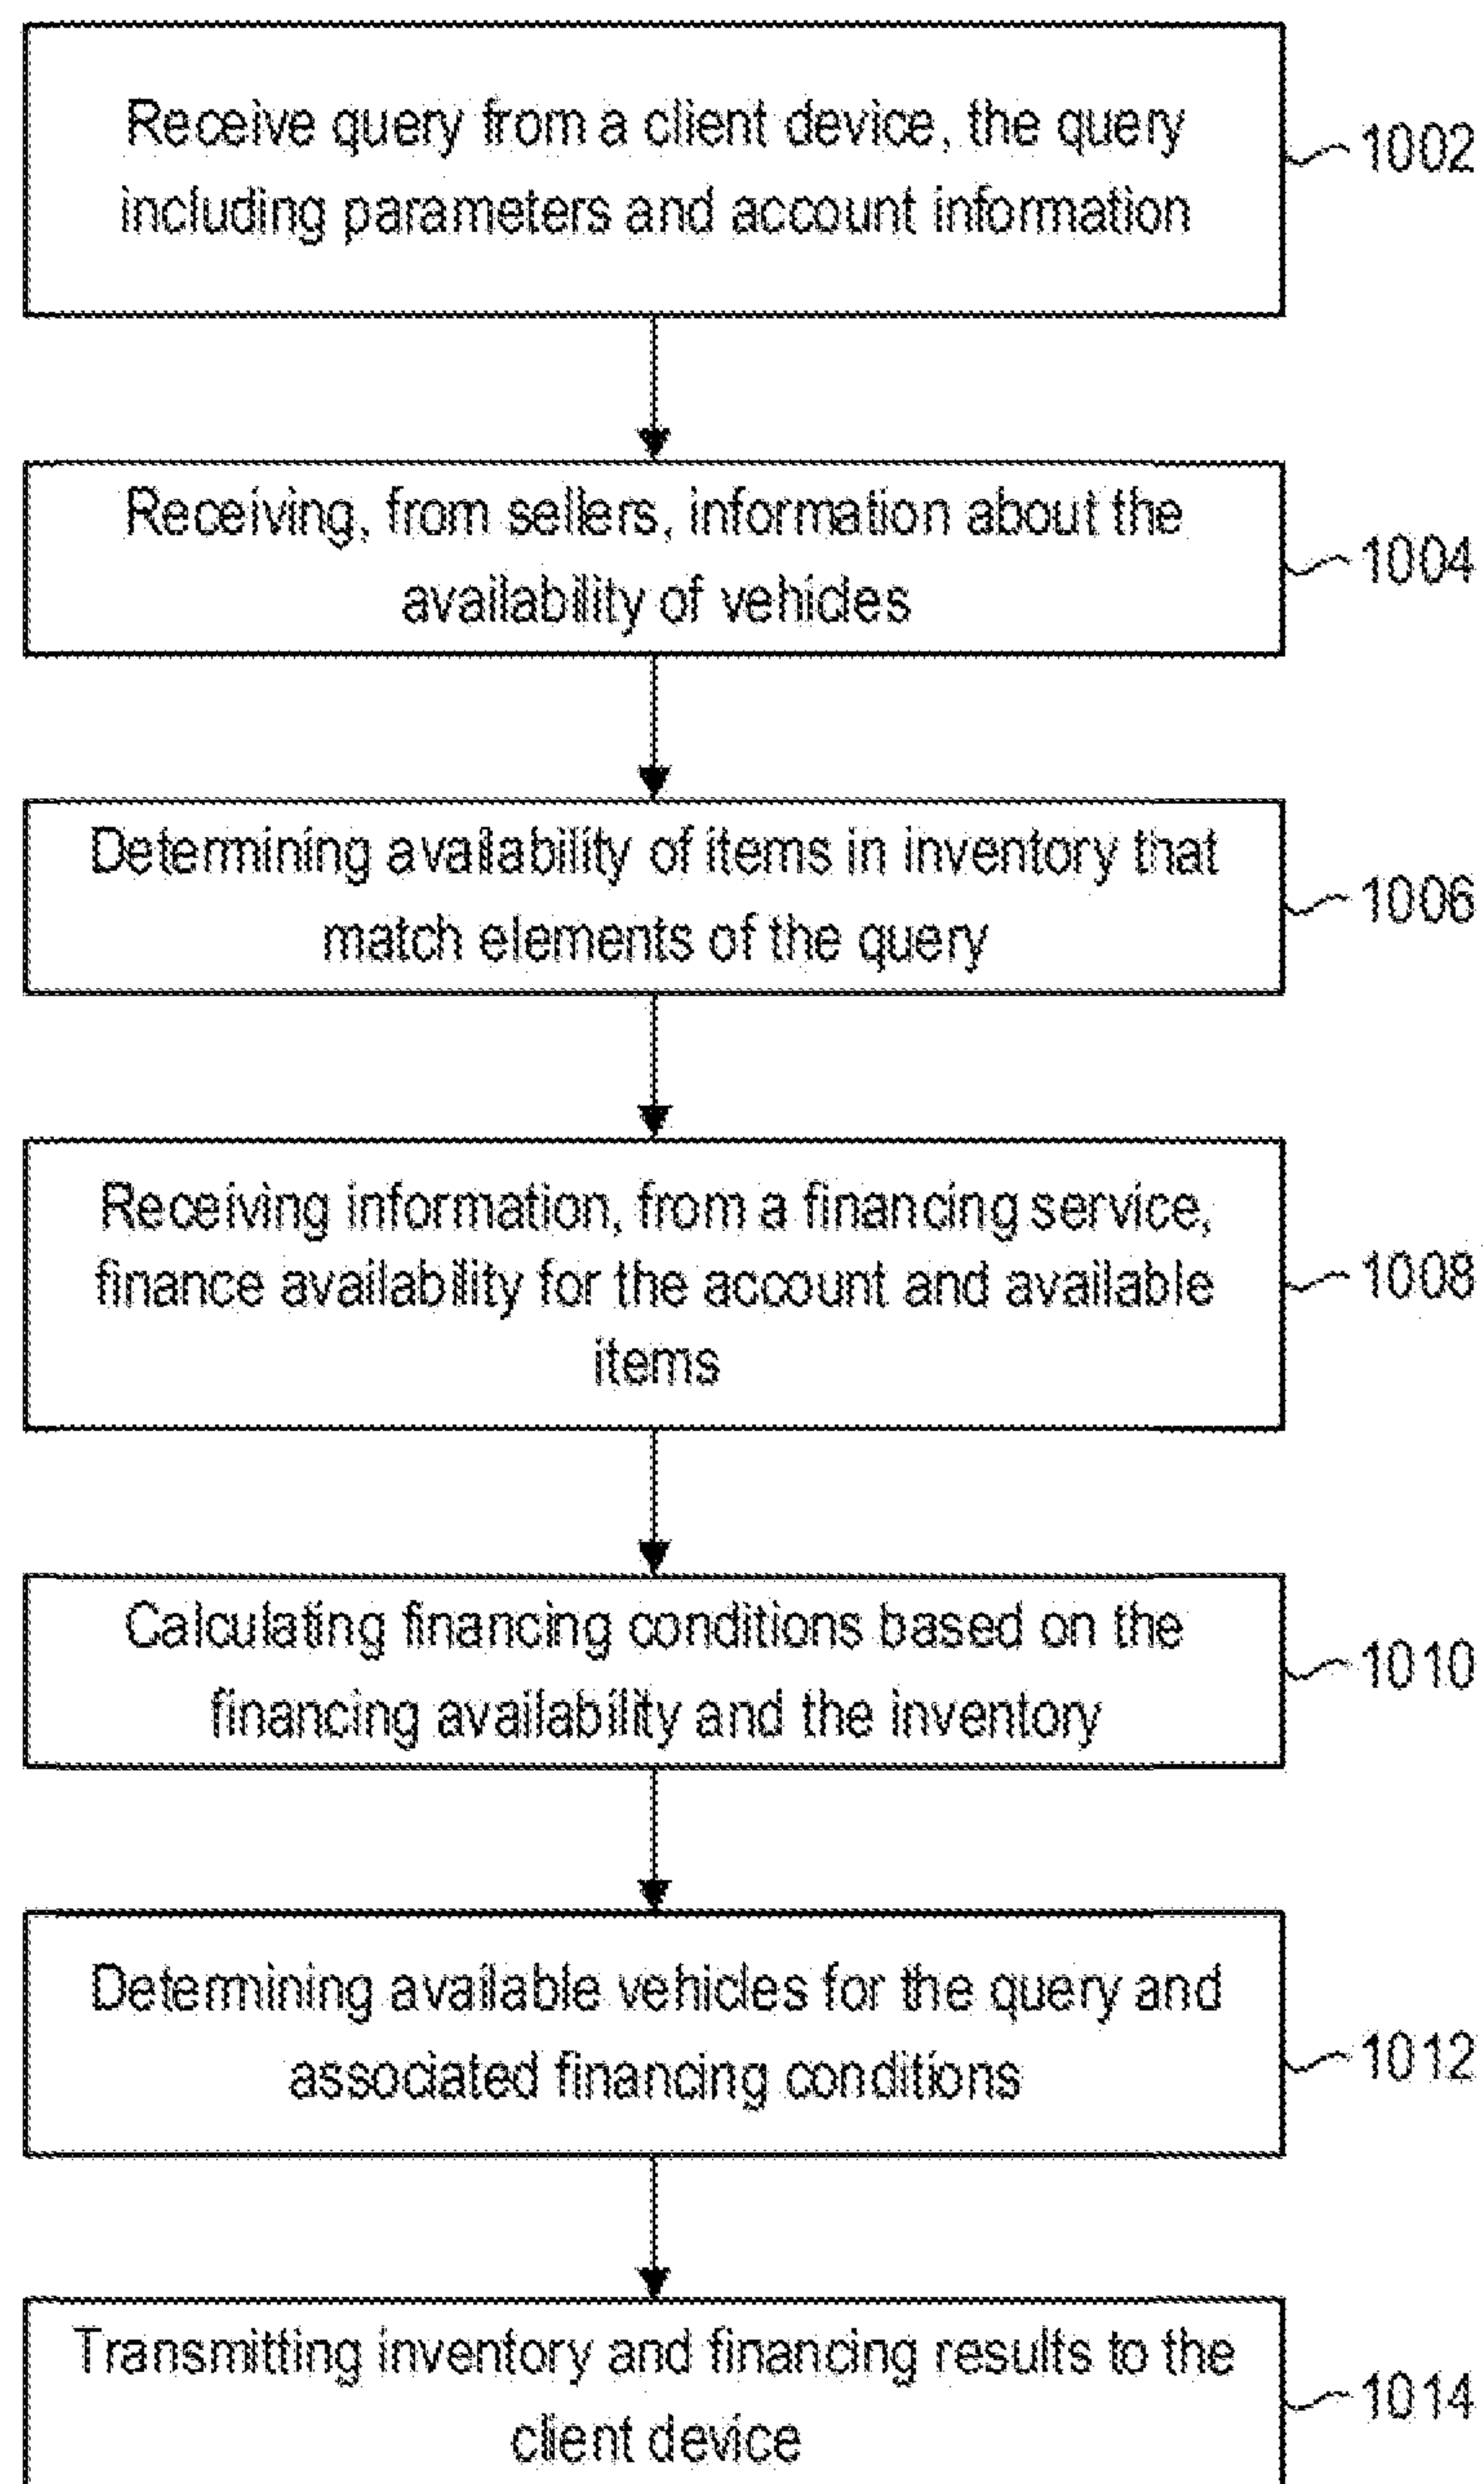 Receive query from a client device, the query
including parameters and account information
1002
Receiving, from sellers, information about the
availability of vehicles
1004
Determining availability of items in inventory that
match elements of the query
1006
Receiving information, from a financing service,
finance availability for the account and available
items
1008
Calculating financing conditions based on the
financing availability and the inventory
1010
Determining available vehicles for the query and
associated financing conditions
1012
Transmitting inventory and financing results to the
client device
1014